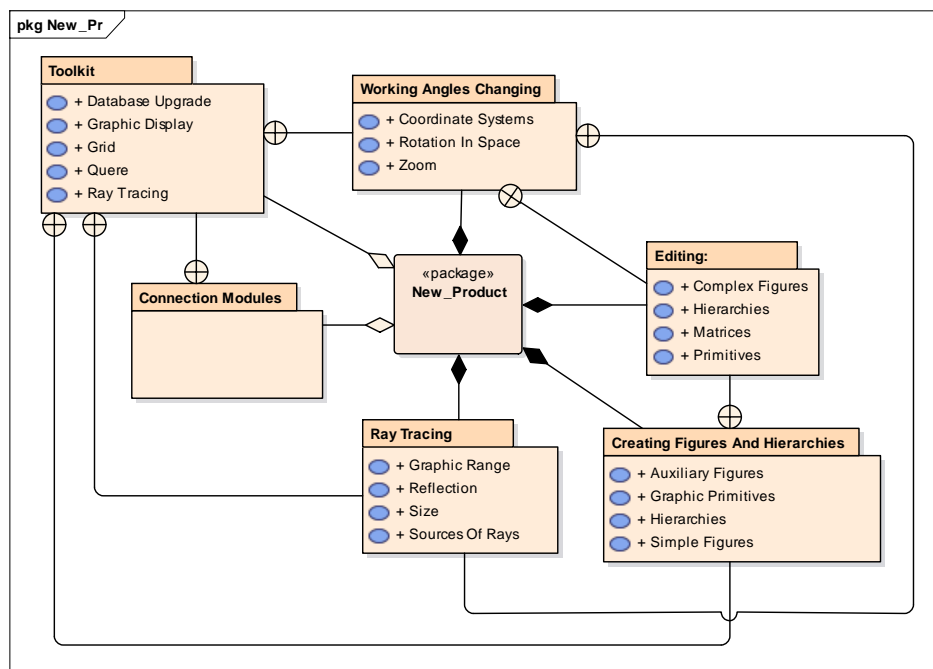 pkg New_Pr
Toolkit
+ Database Upgrade
+ Graphic Display
+ Grid
+ Quere
+ Ray Tracing
Working Angles Changing
+ Coordinate Systems
+ Rotation In Space
+ Zoom
«package»
New_Product
Editing:
+ Complex Figures
+ Hierarchies
+ Matrices
+ Primitives
Connection Modules
Ray Tracing
+ Graphic Range
+ Reflection
+ Size
+ Sources Of Rays
Creating Figures And Hierarchies
+ Auxiliary Figures
+ Graphic Primitives
+ Hierarchies
+ Simple Figures